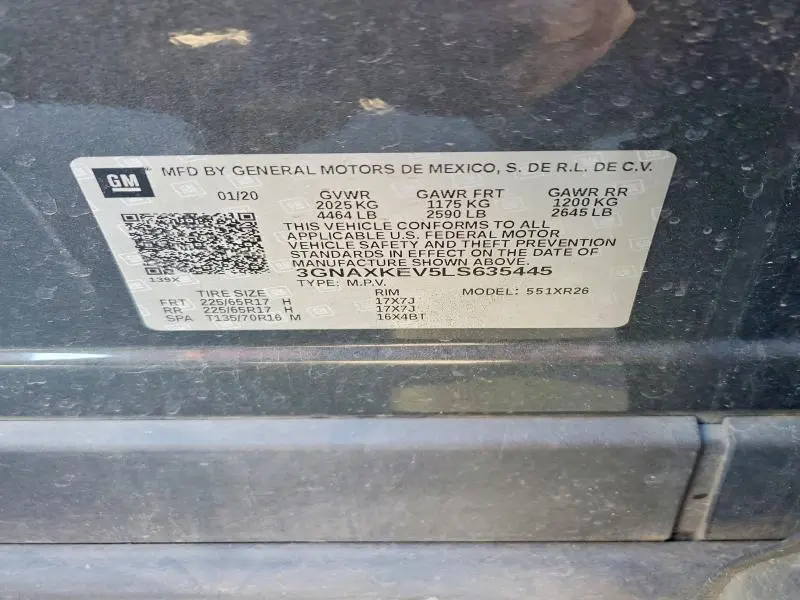 GM MFD BY GENERAL MOTORS DE MEXICO, S. DE R.L. DE C.V.
01/20 GVWR GAWR FRT GAWR RR
2025 KG 1175 KG 1200 KG
4464 LB 2590 LB 2645 LB
THIS VEHICLE CONFORMS TO ALL
APPLICABLE U.S. FEDERAL MOTOR
VEHICLE SAFETY AND THEFT PREVENTION
STANDARDS IN EFFECT ON THE DATE OF
MANUFACTURE SHOWN ABOVE.
139X 3GNAXKEV5LS635445
TYPE: M.P.V. MODEL: 551XR26
TIRE SIZE RIM
FRT 225/65R17 H 17X7J
RR 225/65R17 H 17X7J
SPA T135/70R16 M 16X4BT